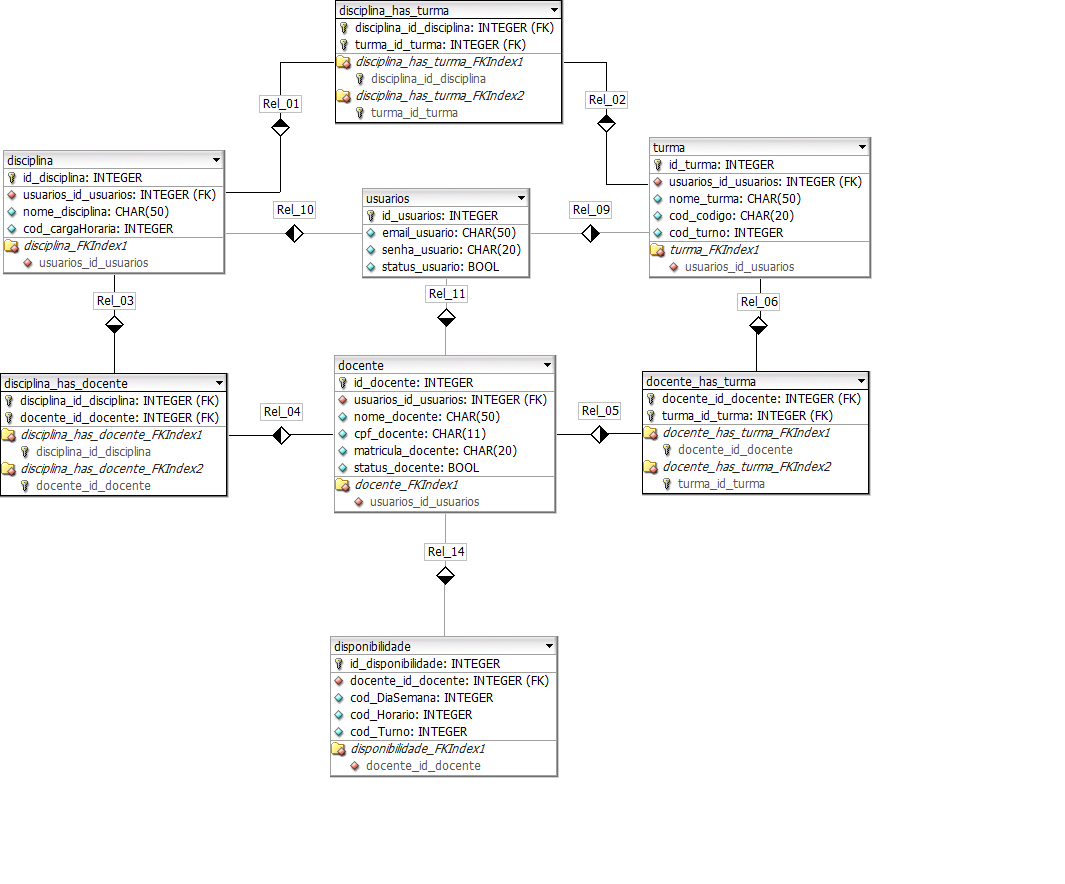 disciplina_has_turma
disciplina_id_disciplina: INTEGER (FK)
turma_id_turma: INTEGER (FK)
disciplina_has_turma_FKIndex1
disciplina_id_disciplina
disciplina_has_turma_FKIndex2
turma_id_turma
Rel_01
Rel_02
disciplina
id_disciplina: INTEGER
usuarios_id_usuarios: INTEGER (FK)
nome_disciplina: CHAR(50)
cod_cargaHoraria: INTEGER
disciplina_FKIndex1
usuarios_id_usuarios
Rel_10
usuarios
id_usuarios: INTEGER
email_usuario: CHAR(50)
senha_usuario: CHAR(20)
status_usuario: BOOL
Rel_09
turma
id_turma: INTEGER
usuarios_id_usuarios: INTEGER (FK)
nome_turma: CHAR(50)
cod_codigo: CHAR(20)
cod_turno: INTEGER
turma_FKIndex1
usuarios_id_usuarios
Rel_03
Rel_11
Rel_06
disciplina_has_docente
disciplina_id_disciplina: INTEGER (FK)
docente_id_docente: INTEGER (FK)
disciplina_has_docente_FKIndex1
disciplina_id_disciplina
disciplina_has_docente_FKIndex2
docente_id_docente
Rel_04
docente
id_docente: INTEGER
usuarios_id_usuarios: INTEGER (FK)
nome_docente: CHAR(50)
cpf_docente: CHAR(11)
matricula_docente: CHAR(20)
status_docente: BOOL
docente_FKIndex1
usuarios_id_usuarios
Rel_05
docente_has_turma
docente_id_docente: INTEGER (FK)
turma_id_turma: INTEGER (FK)
docente_has_turma_FKIndex1
docente_id_docente
docente_has_turma_FKIndex2
turma_id_turma
Rel_14
disponibilidade
id_disponibilidade: INTEGER
docente_id_docente: INTEGER (FK)
cod_DiaSemana: INTEGER
cod_Horario: INTEGER
cod_Turno: INTEGER
disponibilidade_FKIndex1
docente_id_docente